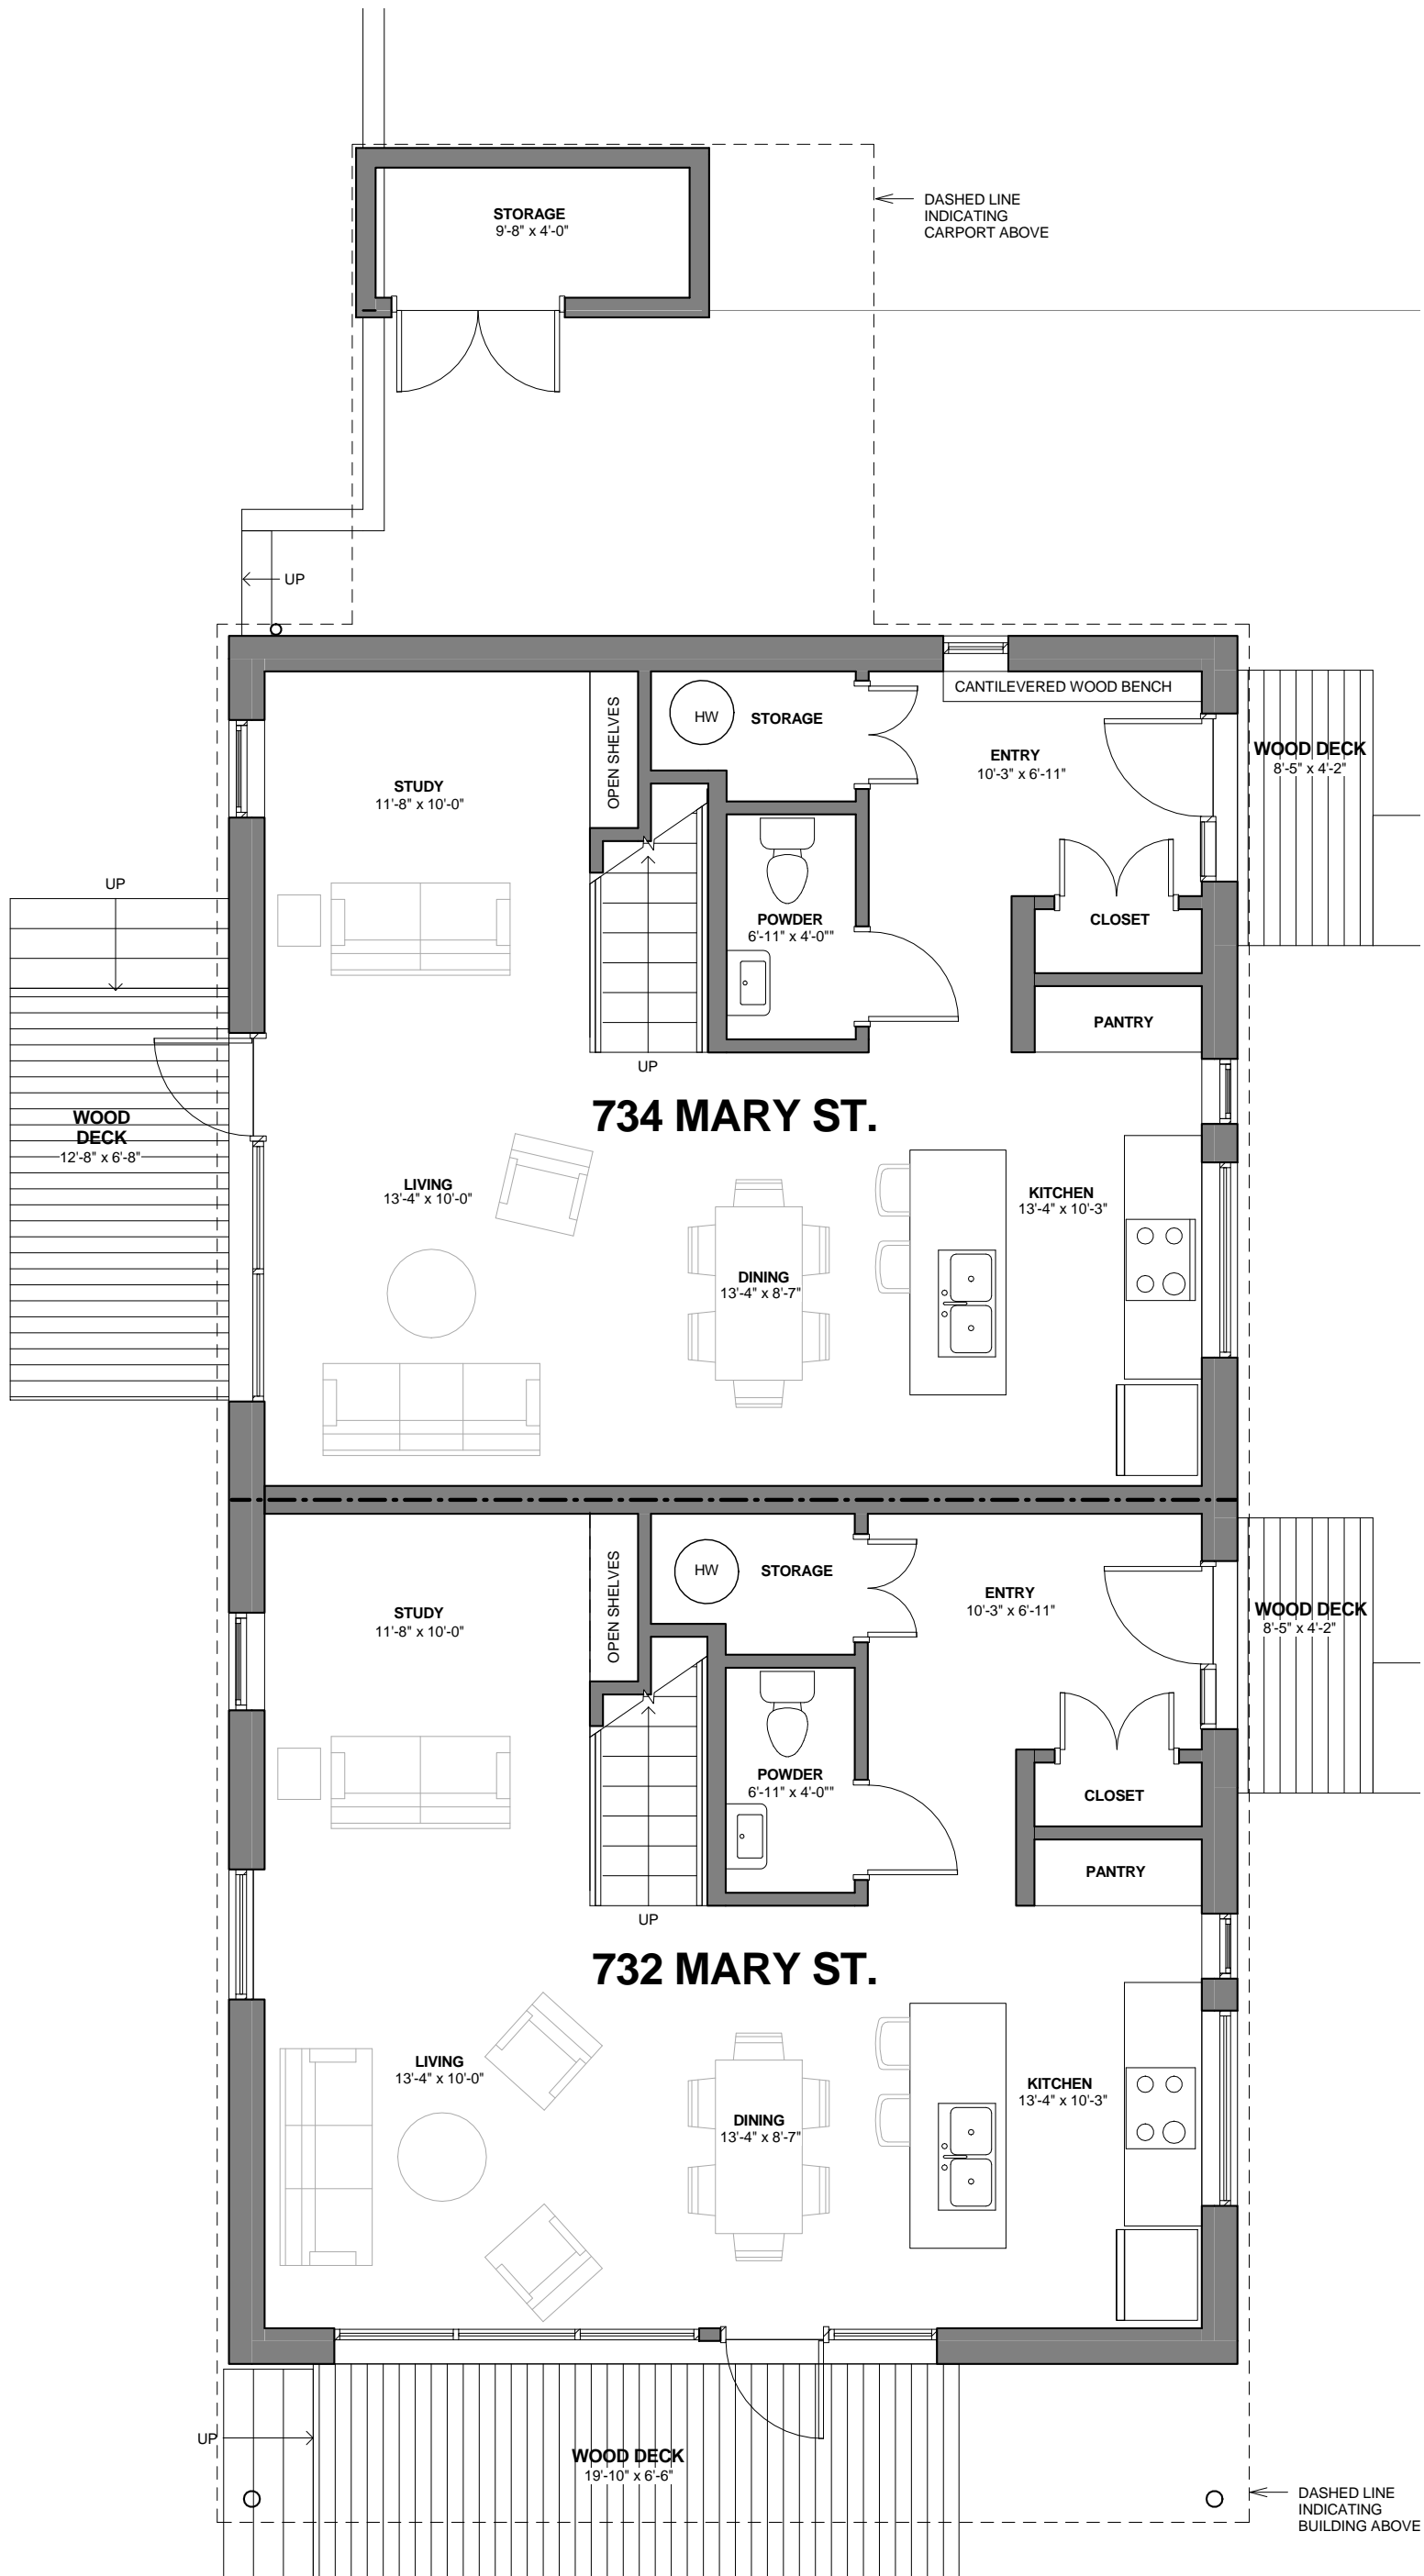 STORAGE
9'-8" x 4'-0"
DASHED LINE
INDICATING
CARPORT ABOVE
UP
CANTILEVERED WOOD BENCH
OPEN SHELVES
HW
STORAGE
ENTRY
10'-3" x 6'-11"
WOOD DECK
8'-5" x 4'-2"
STUDY
11'-8" x 10'-0"
UP
POWDER
6'-11" x 4'-0""
CLOSET
PANTRY
UP
734 MARY ST.
WOOD
DECK
12'-8" x 6'-8"
LIVING
13'-4" x 10'-0"
KITCHEN
13'-4" x 10'-3"
DINING
13'-4" x 8'-7"
OPEN SHELVES
HW
STORAGE
ENTRY
10'-3" x 6'-11"
WOOD DECK
8'-5" x 4'-2"
STUDY
11'-8" x 10'-0"
POWDER
6'-11" x 4'-0""
CLOSET
PANTRY
UP
732 MARY ST.
LIVING
13'-4" x 10'-0"
KITCHEN
13'-4" x 10'-3"
DINING
13'-4" x 8'-7"
UP
WOOD DECK
19'-10" x 6'-6"
DASHED LINE
INDICATING
BUILDING ABOVE